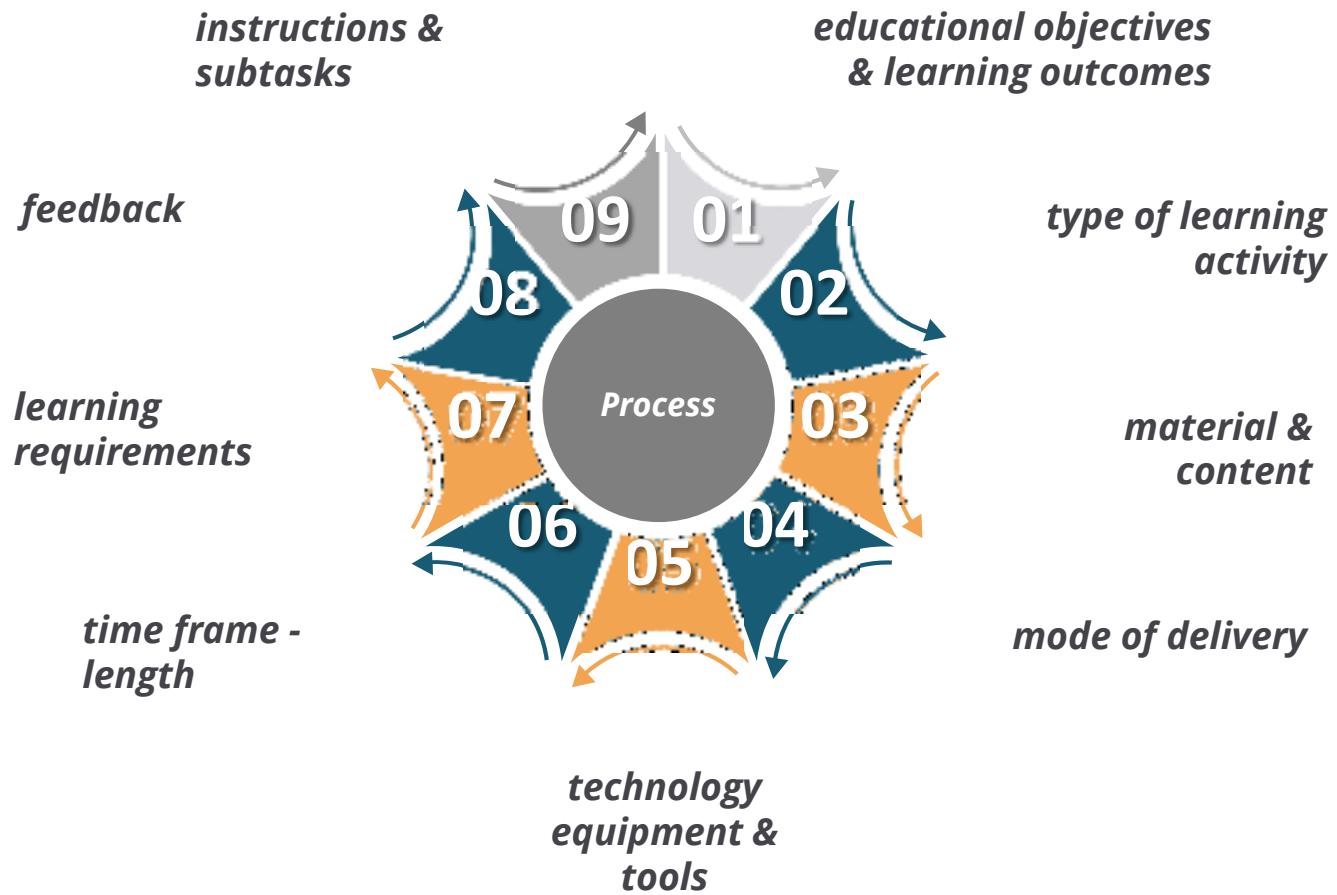 instructions &
subtasks
educational objectives
& learning outcomes
feedback
type of learning
activity
09
01
08
02
07
Process
03
learning
requirements
material &
content
06
04
05
time frame -
length
mode of delivery
technology
equipment &
tools